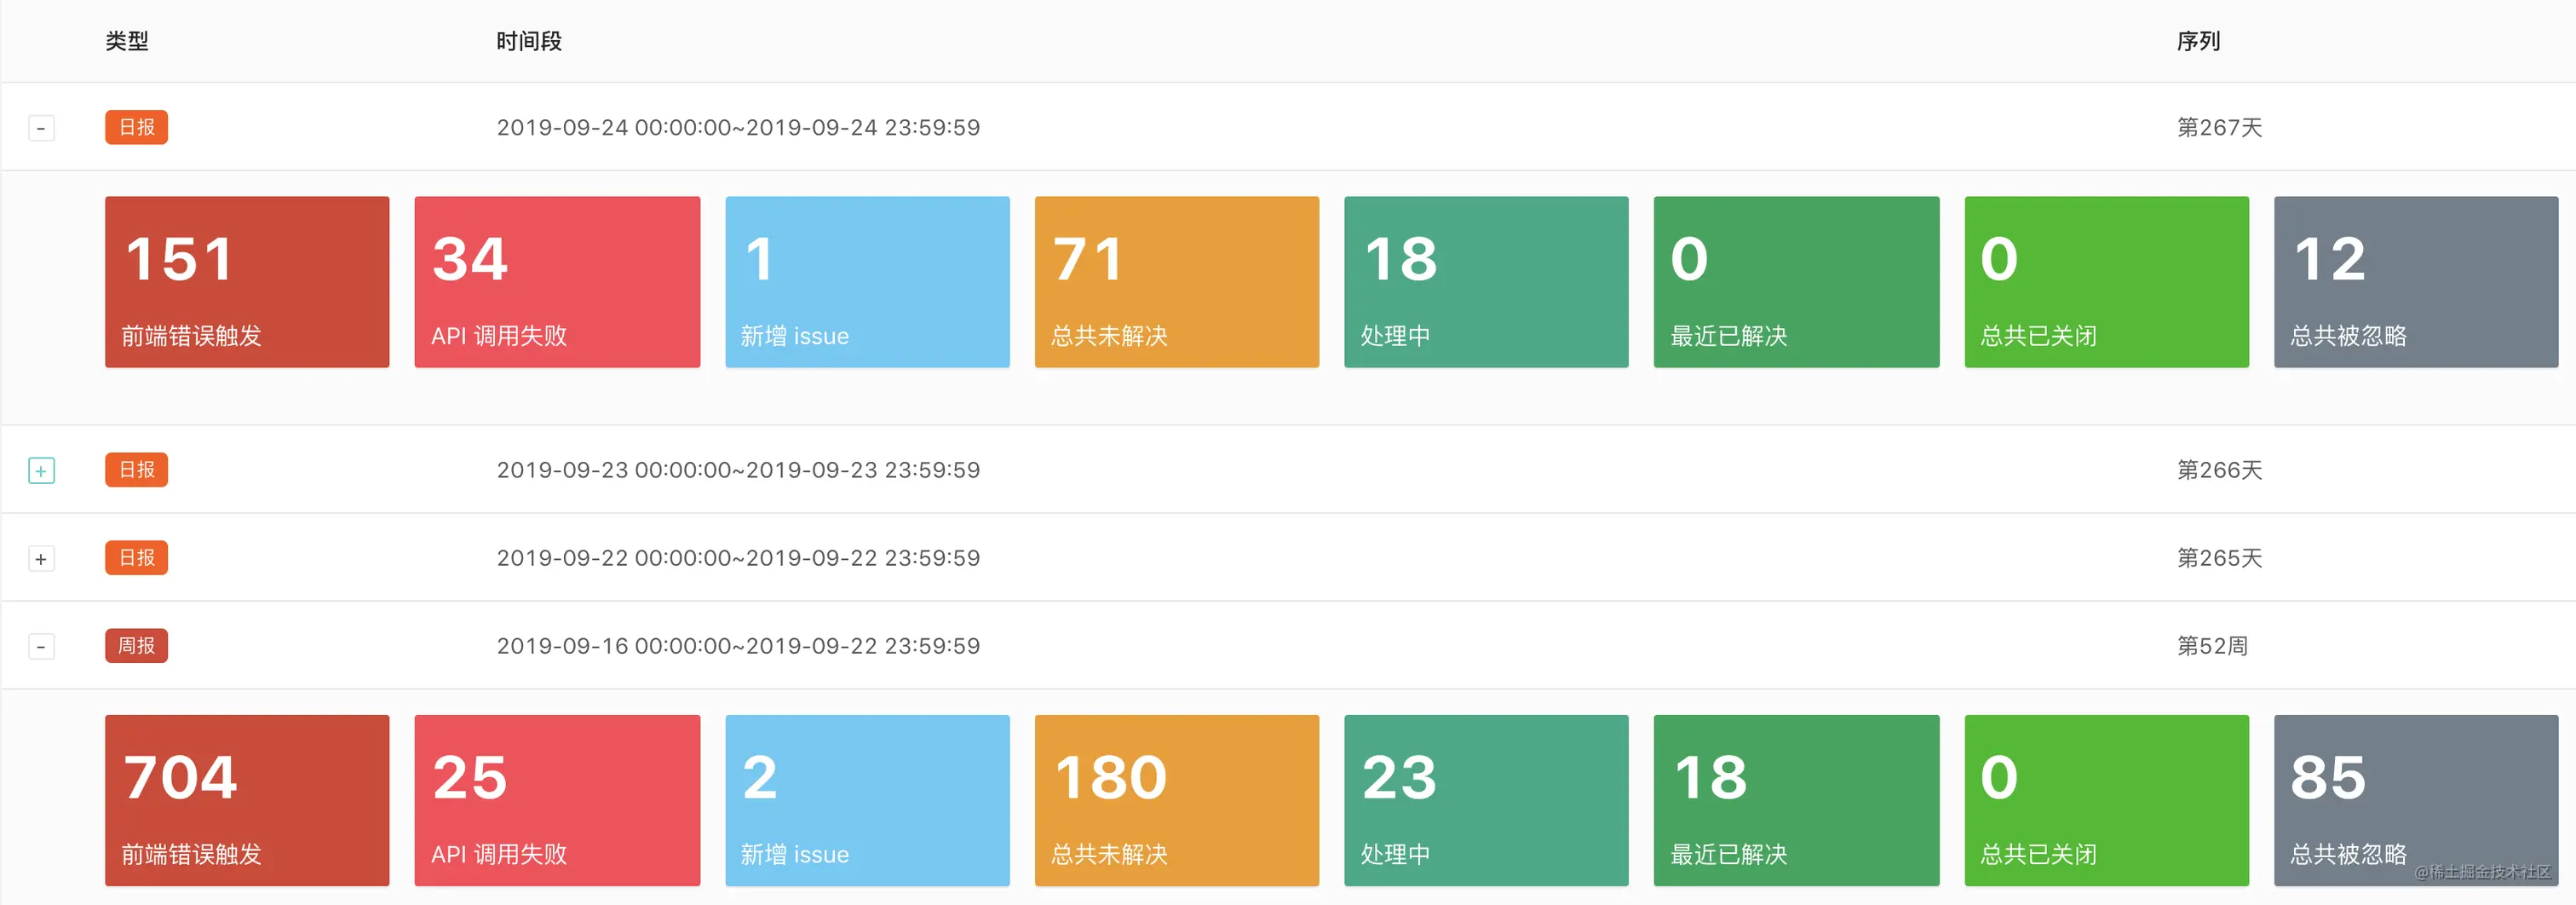 类型 时间段 序列
- 日报 2019-09-24 00:00:00~2019-09-24 23:59:59 第267天
151 34 1 71 18 0 0 12
前端错误触发 API 调用失败 新增 issue 总共未解决 处理中 最近已解决 总共已关闭 总共被忽略
+ 日报 2019-09-23 00:00:00~2019-09-23 23:59:59 第266天
+ 日报 2019-09-22 00:00:00~2019-09-22 23:59:59 第265天
- 周报 2019-09-16 00:00:00~2019-09-22 23:59:59 第52周
704 25 2 180 23 18 0 85
前端错误触发 API 调用失败 新增 issue 总共未解决 处理中 最近已解决 总共已关闭 总共被忽略
@稀土掘金技术社区